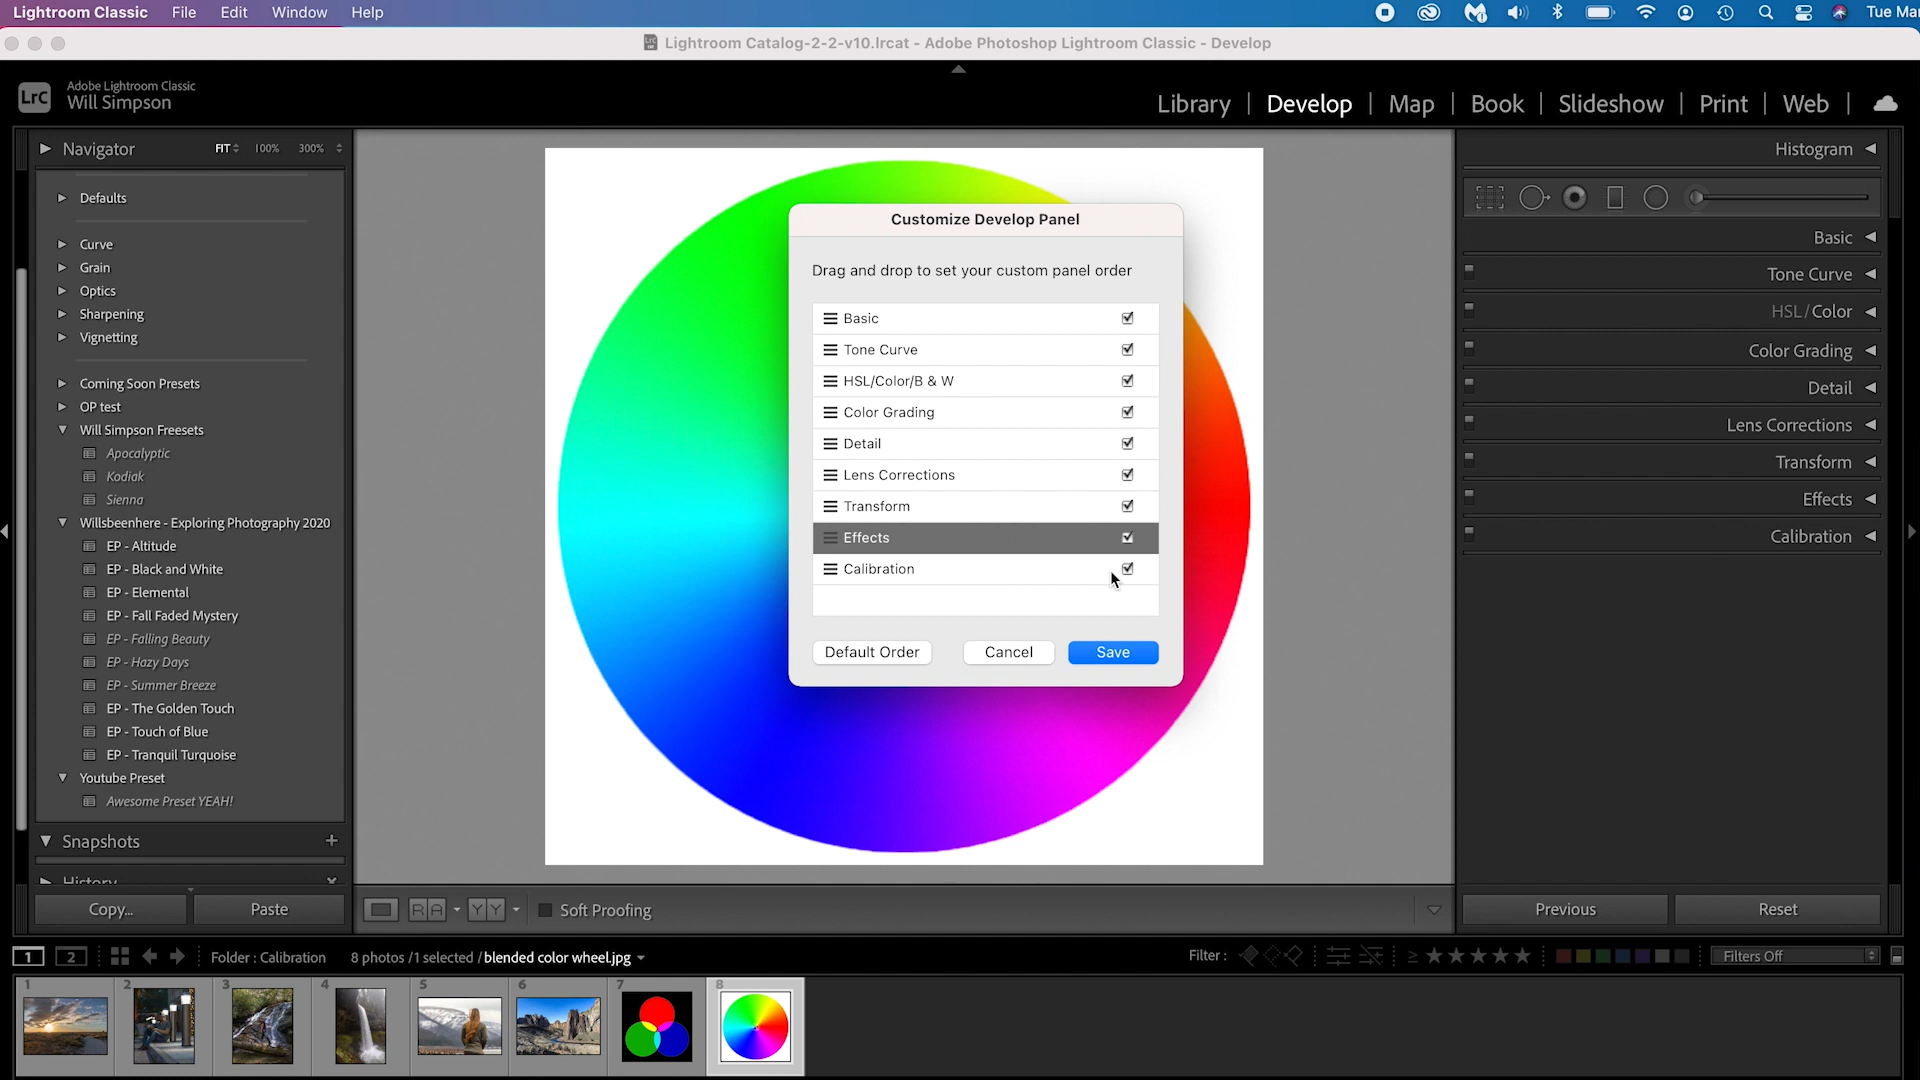 Lightroom Classic File Edit Window Help Tue Mar
Lightroom Catalog-2-2-v10.lrcat - Adobe Photoshop Lightroom Classic - Develop
LrC Adobe Lightroom Classic
Will Simpson
Library | Develop | Map | Book | Slideshow | Print | Web
Navigator FIT 100% 300%
Defaults
Curve
Grain
Optics
Sharpening
Vignetting
Coming Soon Presets
OP test
Will Simpson Freesets
Apocalyptic
Kodiak
Sienna
Willsbeenhere - Exploring Photography 2020
EP - Altitude
EP - Black and White
EP - Elemental
EP - Fall Faded Mystery
EP - Falling Beauty
EP - Hazy Days
EP - Summer Breeze
EP - The Golden Touch
EP - Touch of Blue
EP - Tranquil Turquoise
Youtube Preset
Awesome Preset YEAH!
Snapshots +
History
Copy... Paste
Customize Develop Panel
Drag and drop to set your custom panel order
Basic
Tone Curve
HSL/Color/B & W
Color Grading
Detail
Lens Corrections
Transform
Effects
Calibration
Default Order Cancel Save
Histogram
Basic
Tone Curve
HSL / Color
Color Grading
Detail
Lens Corrections
Transform
Effects
Calibration
RA YY Soft Proofing
Previous Reset
1 2 Folder : Calibration 8 photos /1 selected /blended color wheel.jpg
Filter : ≥ ★★★★★ Filters Off
1 2 3 4 5 6 7 8